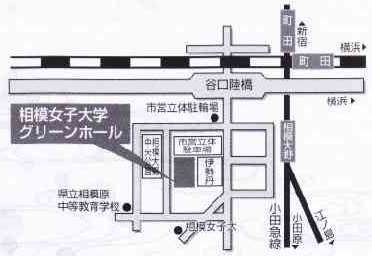 町田
新宿
横浜
町田
谷口陸橋
横浜
市営立体駐輪場
相模女子大学
グリーンホール
相模大野
中央公園
市営立体
駐車場
伊勢丹
県立相模原
中等教育学校
相模女子大
小田急線
小田原
江ノ島